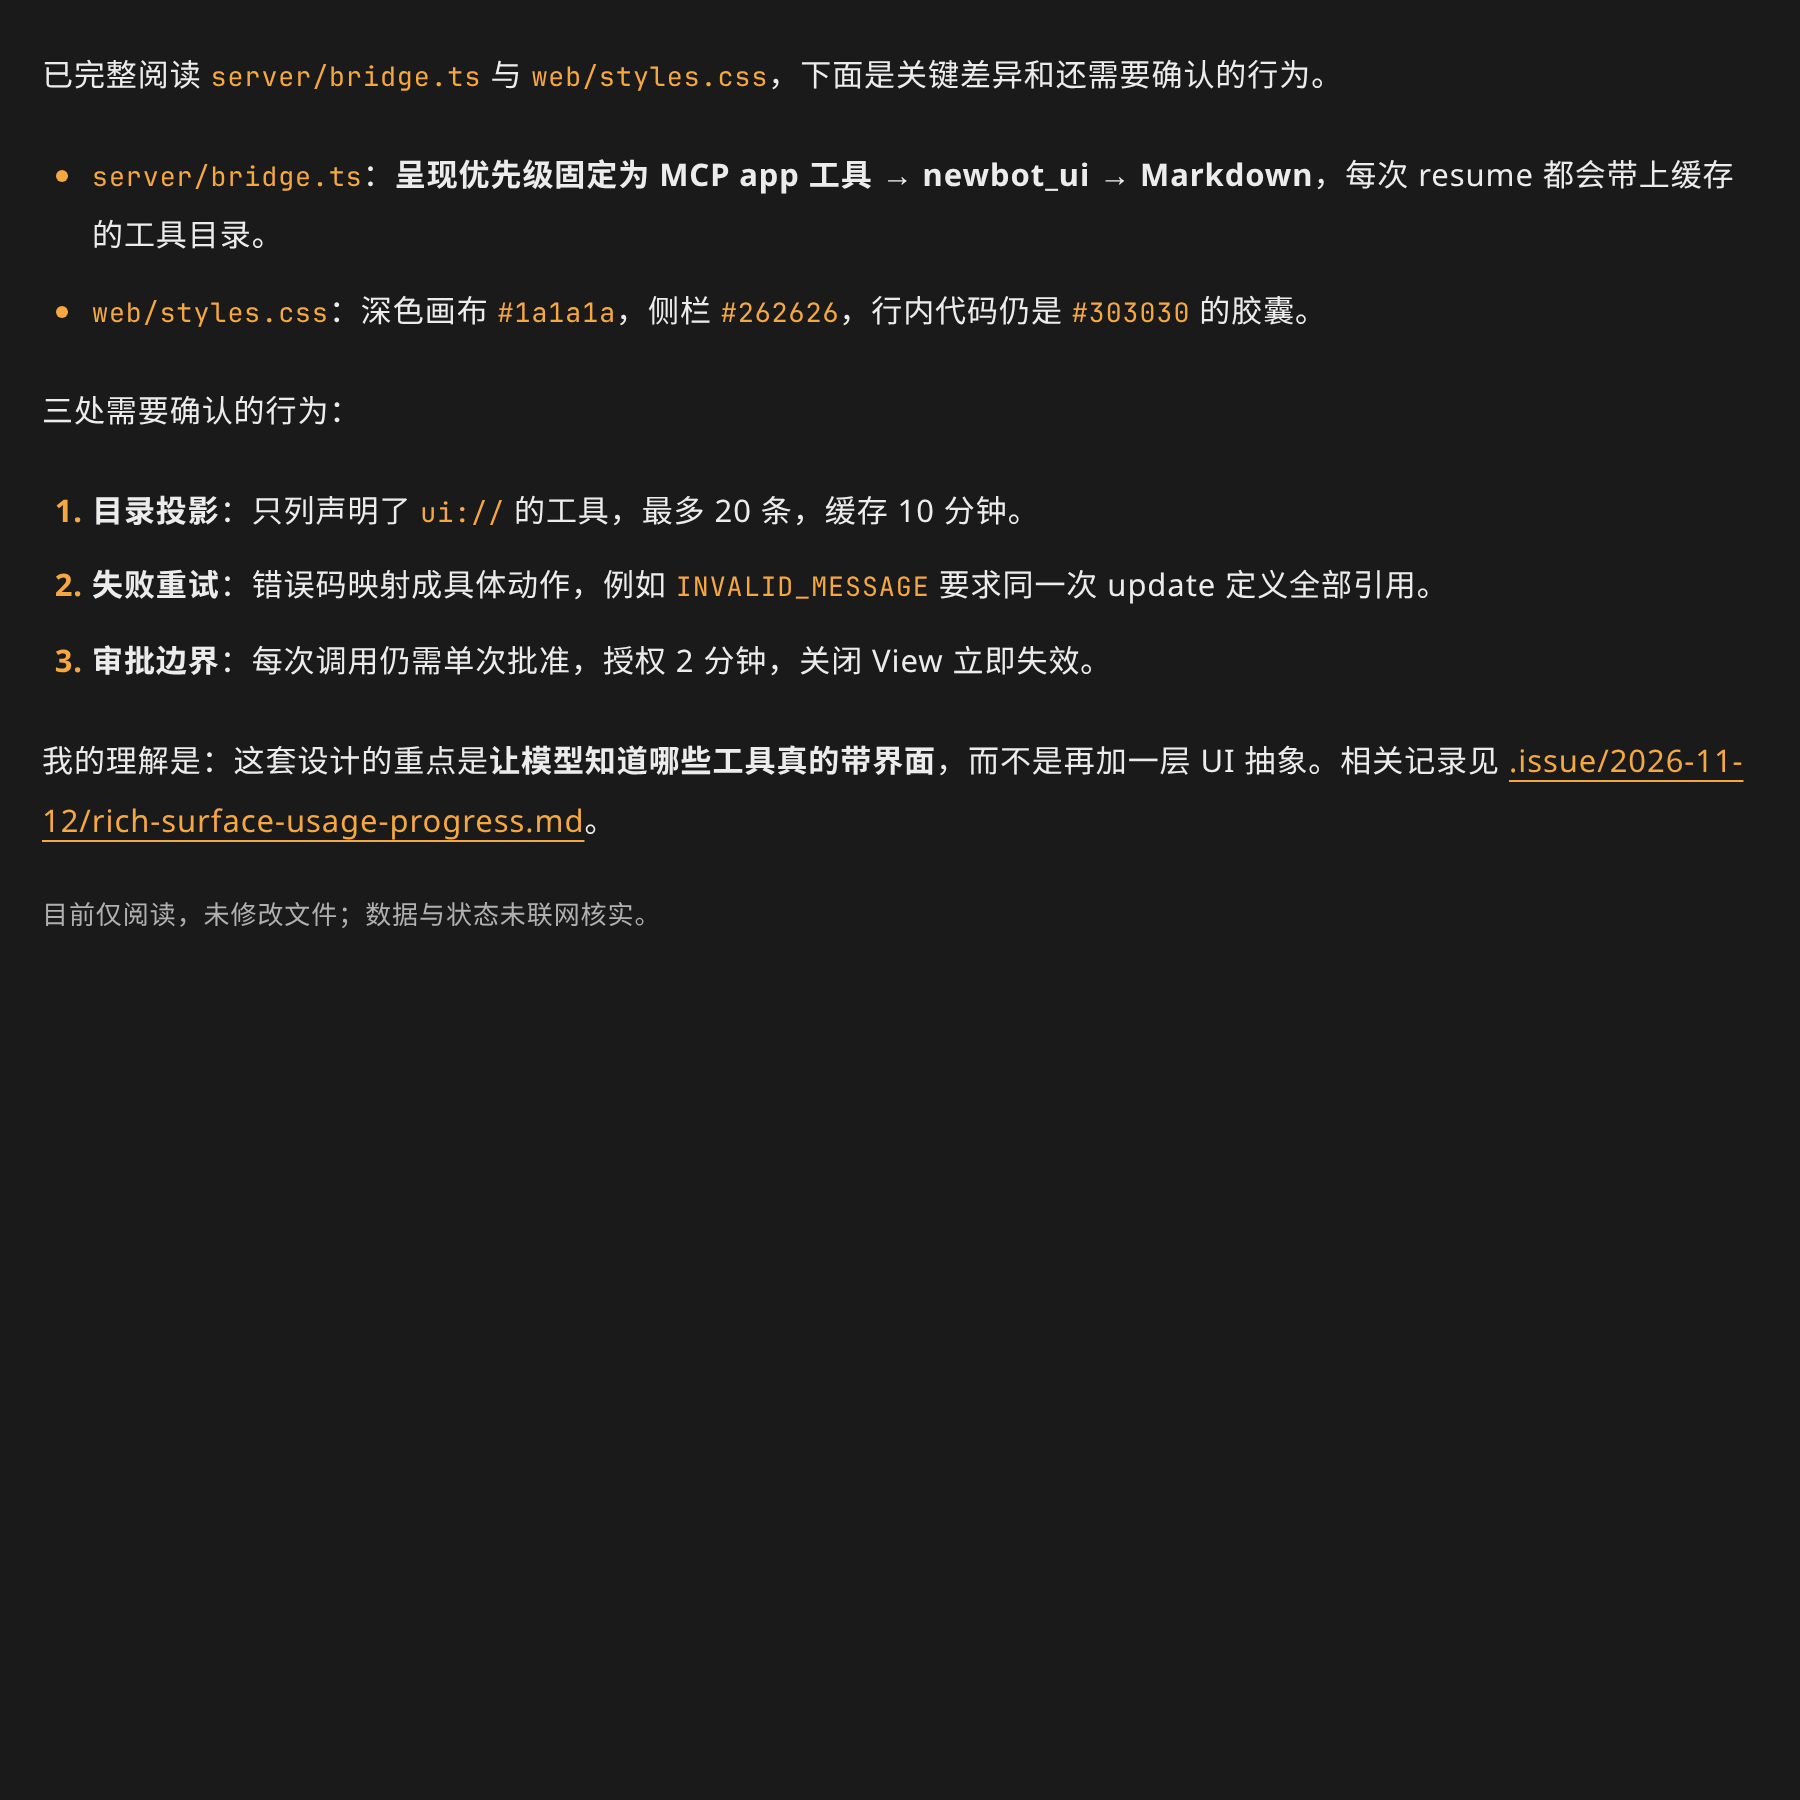 已完整阅读 server/bridge.ts 与 web/styles.css，下面是关键差异和还需要确认的行为。
• server/bridge.ts：呈现优先级固定为 MCP app 工具 → newbot_ui → Markdown，每次 resume 都会带上缓存
的工具目录。
• web/styles.css：深色画布 #1a1a1a，侧栏 #262626，行内代码仍是 #303030 的胶囊。
三处需要确认的行为：
1. 目录投影：只列声明了 ui:// 的工具，最多 20 条，缓存 10 分钟。
2. 失败重试：错误码映射成具体动作，例如 INVALID_MESSAGE 要求同一次 update 定义全部引用。
3. 审批边界：每次调用仍需单次批准，授权 2 分钟，关闭 View 立即失效。
我的理解是：这套设计的重点是让模型知道哪些工具真的带界面，而不是再加一层 UI 抽象。相关记录见 .issue/2026-11-
12/rich-surface-usage-progress.md。
目前仅阅读，未修改文件；数据与状态未联网核实。